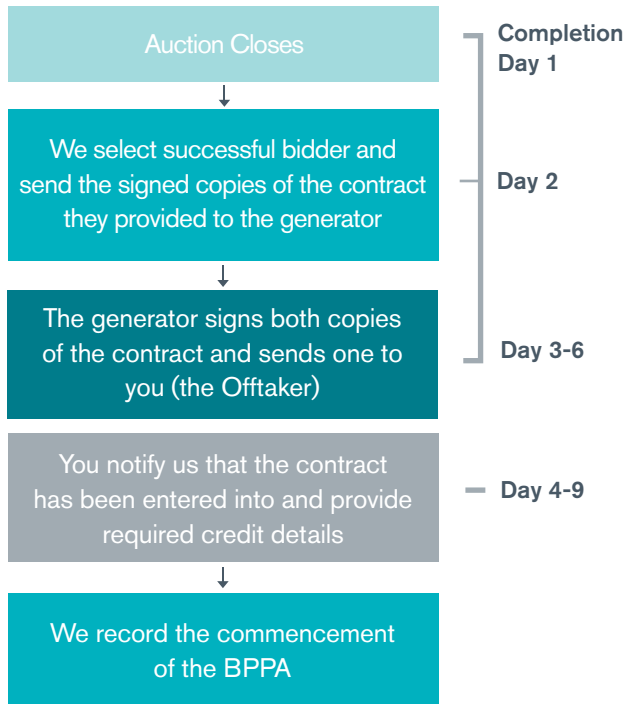 Auction Closes
Completion
Day 1
We select successful bidder and
send the signed copies of the contract
they provided to the generator
Day 2
The generator signs both copies
of the contract and sends one to
you (the Offtaker)
Day 3-6
You notify us that the contract
has been entered into and provide
required credit details
Day 4-9
We record the commencement
of the BPPA